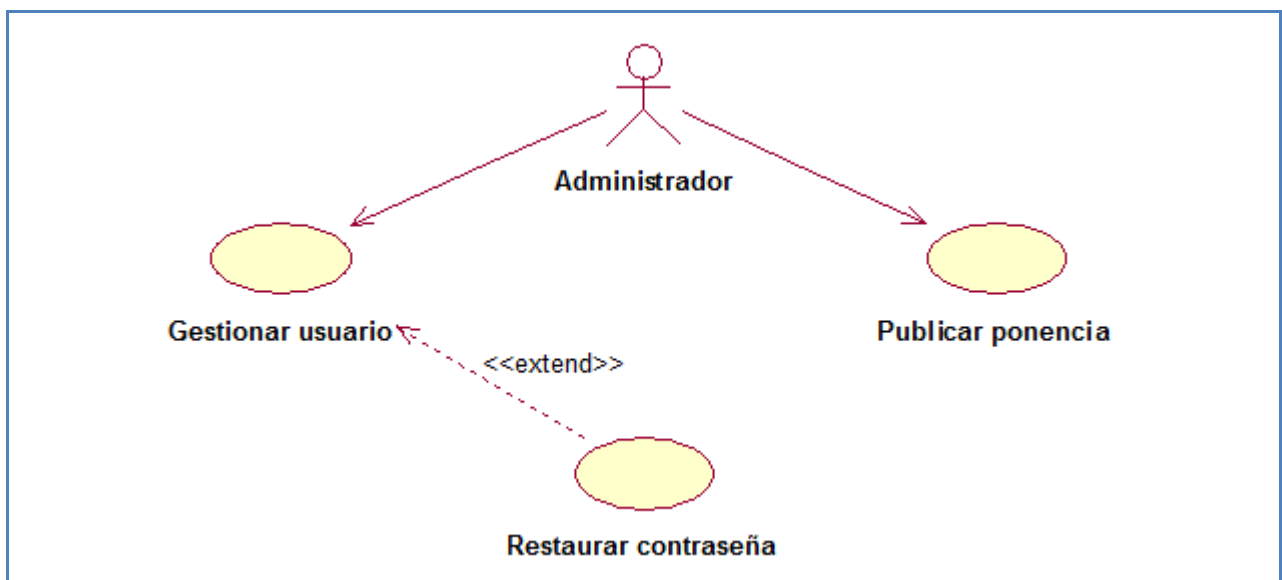 Administrador
Gestionar usuario
Publicar ponencia
<<extend>>
Restaurar contraseña